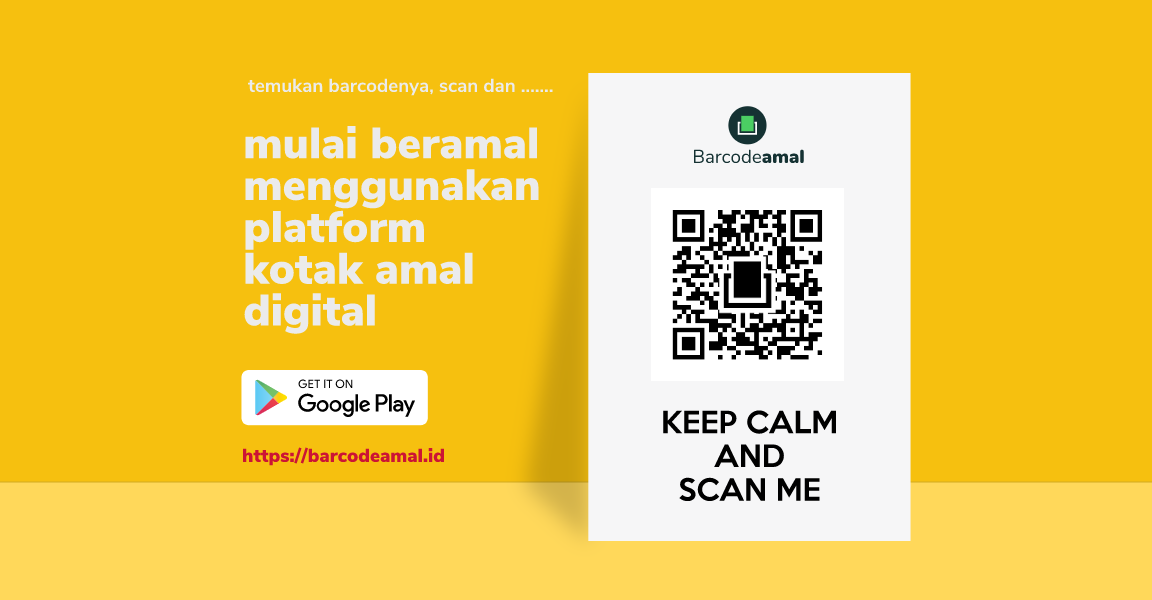 temukan barcodenya, scan dan .......
mulai beramal
menggunakan
platform
kotak amal
digital
GET IT ON
Google Play
https://barcodeamal.id
Barcodeamal
KEEP CALM
AND
SCAN ME